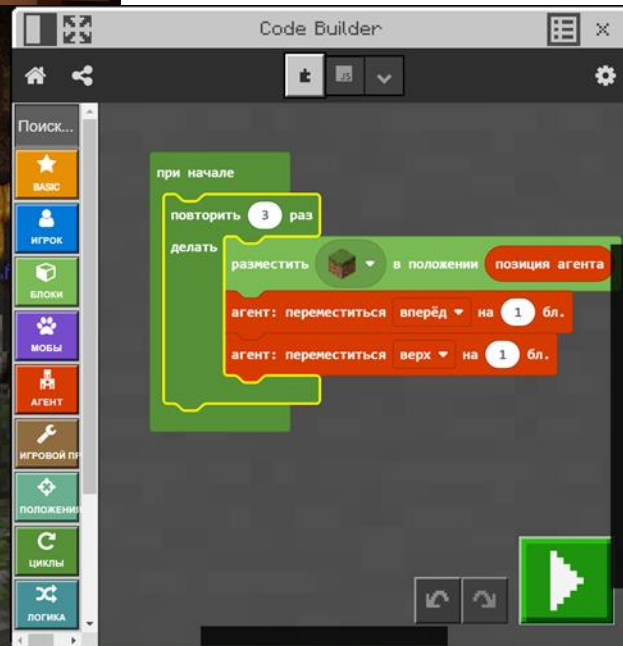 Code Builder
JS
Поиск...
BASIC
ИГРОК
БЛОКИ
МОБЫ
АГЕНТ
ИГРОВОЙ ПР
ПОЛОЖЕНИЯ
ЦИКЛЫ
ЛОГИКА
при начале
повторить 3 раз
делать
разместить в положении позиция агента
агент: переместиться вперёд на 1 бл.
агент: переместиться верх на 1 бл.